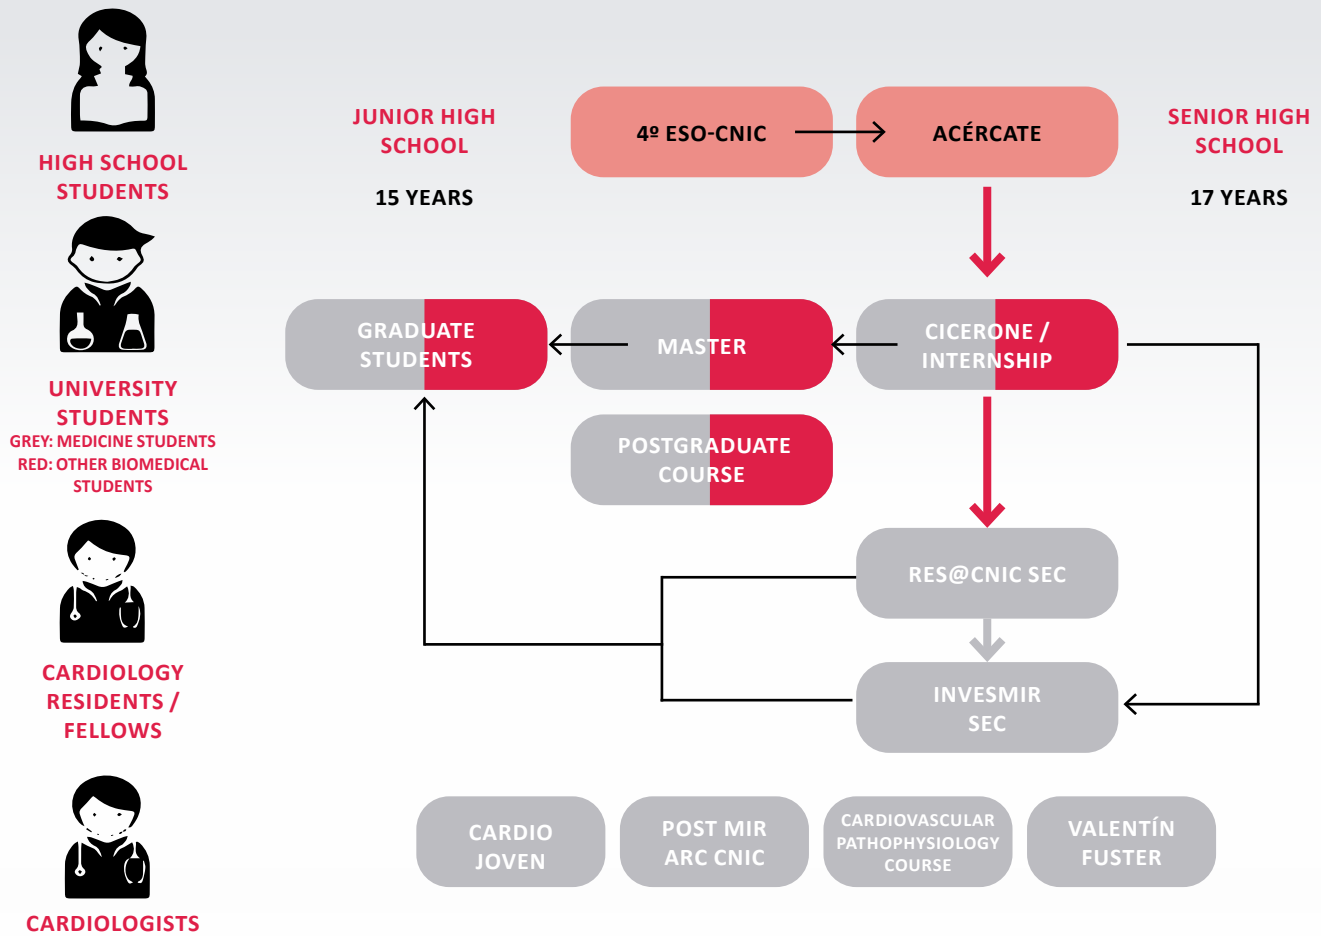 HIGH SCHOOL
STUDENTS
JUNIOR HIGH
SCHOOL
15 YEARS
4º ESO-CNIC
ACÉRCATE
SENIOR HIGH
SCHOOL
17 YEARS
UNIVERSITY
STUDENTS
GREY: MEDICINE STUDENTS
RED: OTHER BIOMEDICAL
STUDENTS
GRADUATE
STUDENTS
MASTER
CICERONE /
INTERNSHIP
POSTGRADUATE
COURSE
CARDIOLOGY
RESIDENTS /
FELLOWS
RES@CNIC SEC
INVESMIR
SEC
CARDIOLOGISTS
CARDIO
JOVEN
POST MIR
ARC CNIC
CARDIOVASCULAR
PATHOPHYSIOLOGY
COURSE
VALENTÍN
FUSTER